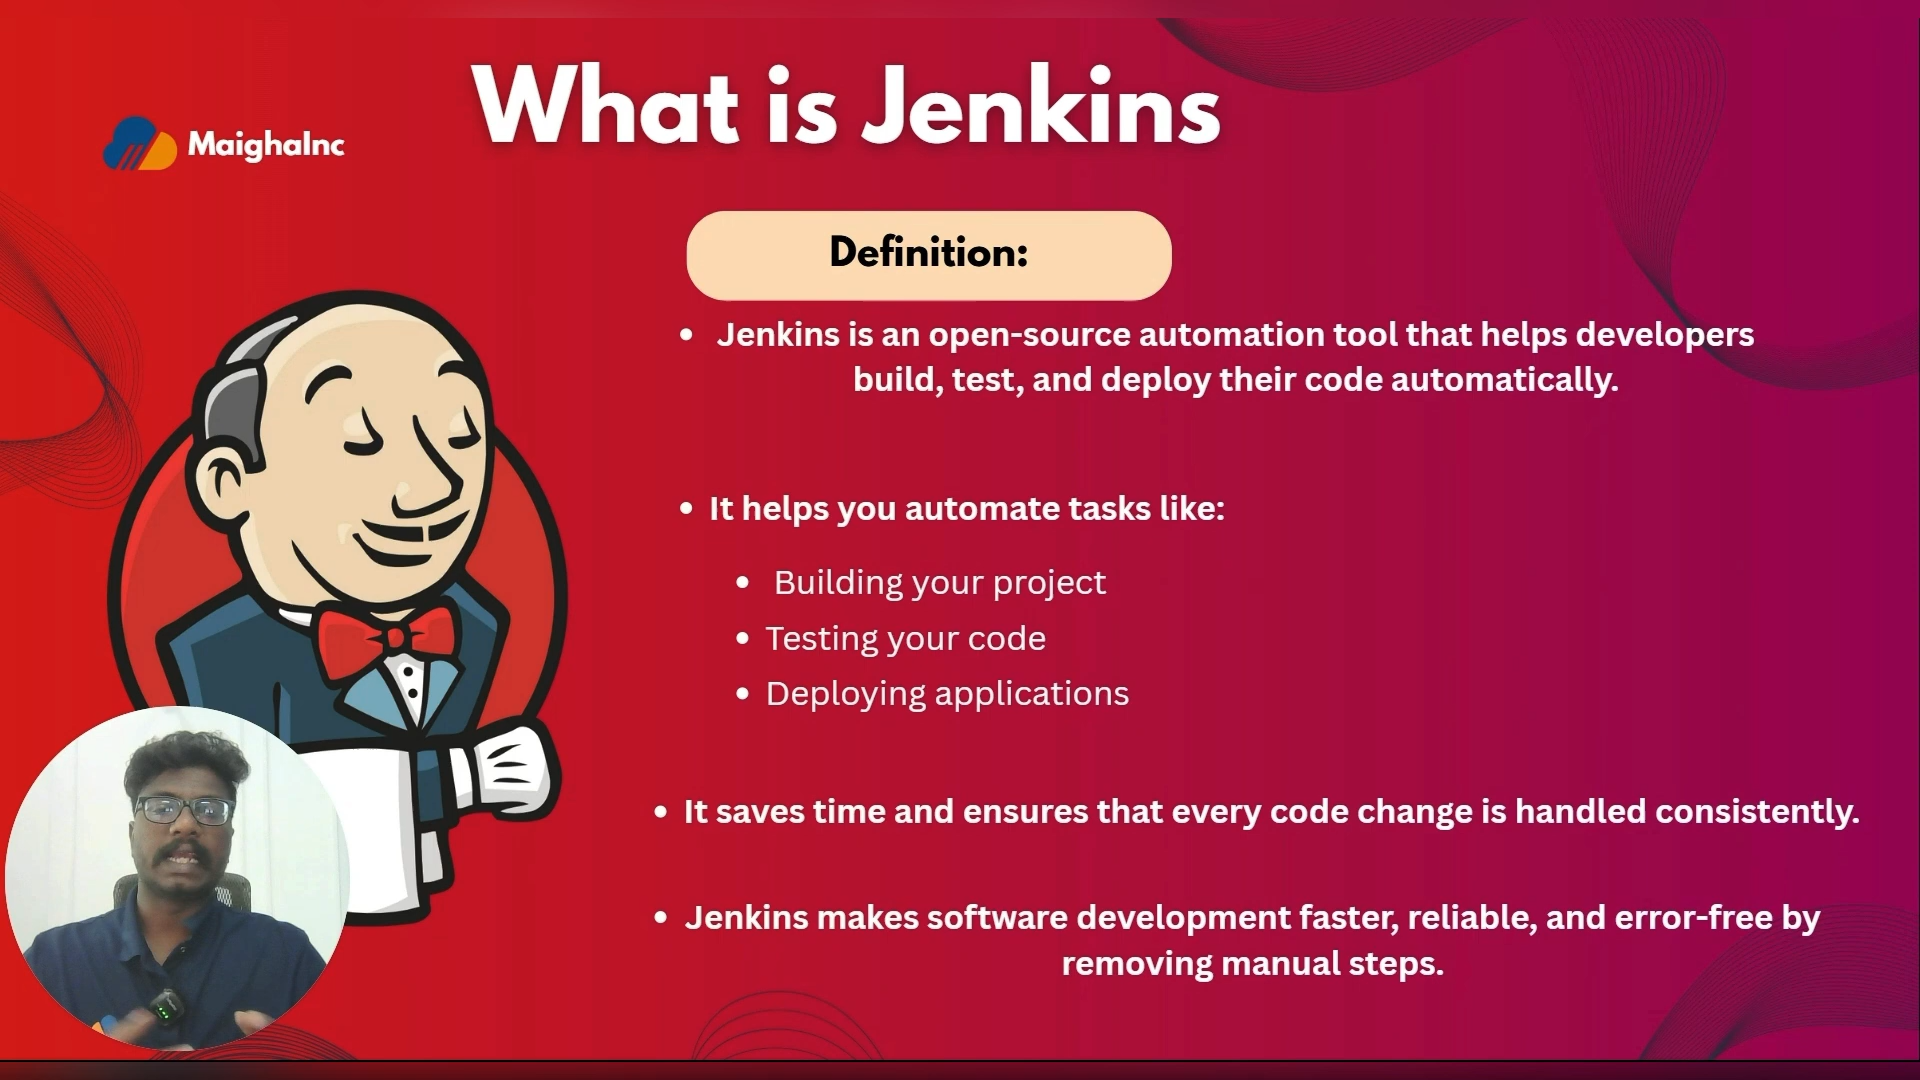 What is Jenkins
MaighaInc
Definition:
• Jenkins is an open-source automation tool that helps developers
build, test, and deploy their code automatically.
• It helps you automate tasks like:
• Building your project
• Testing your code
• Deploying applications
• It saves time and ensures that every code change is handled consistently.
• Jenkins makes software development faster, reliable, and error-free by
removing manual steps.